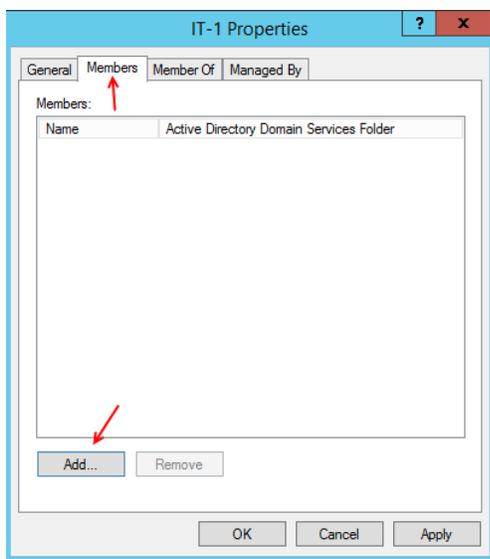 IT-1 Properties
?
x
General Members Member Of Managed By
Members:
Name Active Directory Domain Services Folder
Add... Remove
OK Cancel Apply